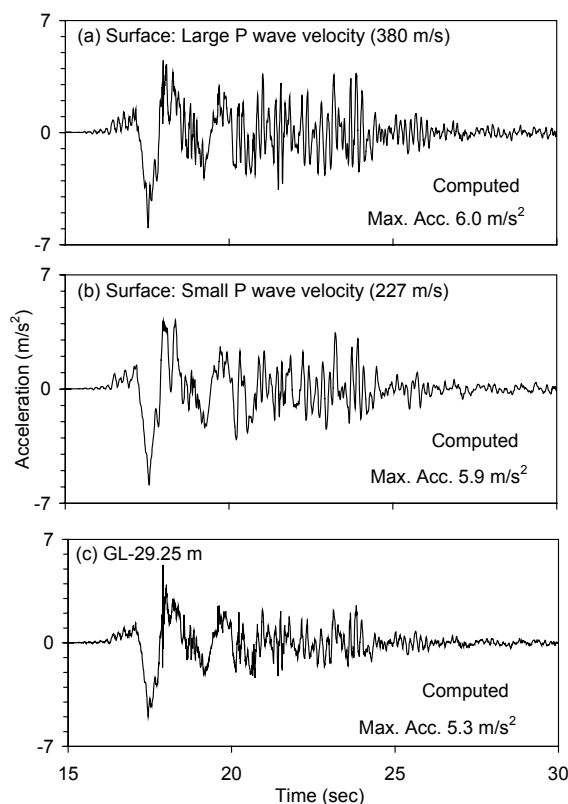 7
(a) Surface: Large P wave velocity (380 m/s)
0
Computed
Max. Acc. 6.0 m/s²
-7
7
(b) Surface: Small P wave velocity (227 m/s)
0
Computed
Max. Acc. 5.9 m/s²
-7
Acceleration (m/s²)
7
(c) GL-29.25 m
0
Computed
Max. Acc. 5.3 m/s²
-7
15 20 25 30
Time (sec)